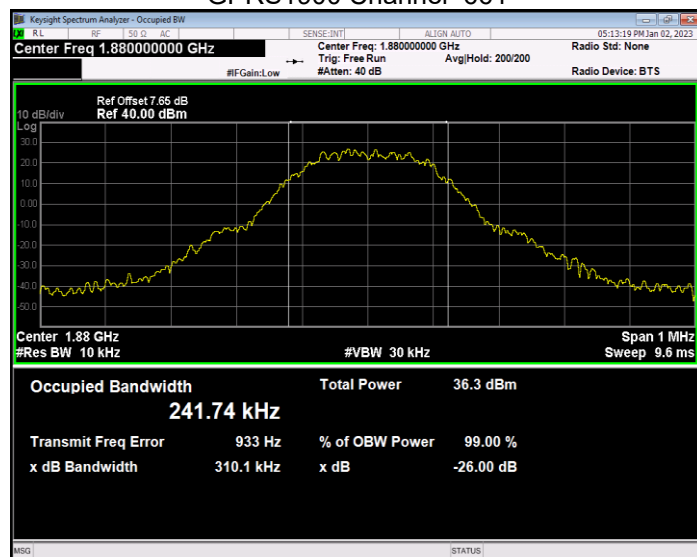 Keysight Spectrum Analyzer - Occupied BW
RL RF 50 Ω AC SENSE:INT ALIGN AUTO 05:13:19 PM Jan 02, 2023
Center Freq 1.880000000 GHz Center Freq: 1.880000000 GHz Radio Std: None
Trig: Free Run Avg|Hold: 200/200
#IFGain:Low #Atten: 40 dB Radio Device: BTS
Ref Offset 7.65 dB
10 dB/div Ref 40.00 dBm
Log
30.0
20.0
10.0
0.00
-10.0
-20.0
-30.0
-40.0
-50.0
Center 1.88 GHz Span 1 MHz
#Res BW 10 kHz #VBW 30 kHz Sweep 9.6 ms
Occupied Bandwidth Total Power 36.3 dBm
241.74 kHz
Transmit Freq Error 933 Hz % of OBW Power 99.00 %
x dB Bandwidth 310.1 kHz x dB -26.00 dB
MSG STATUS